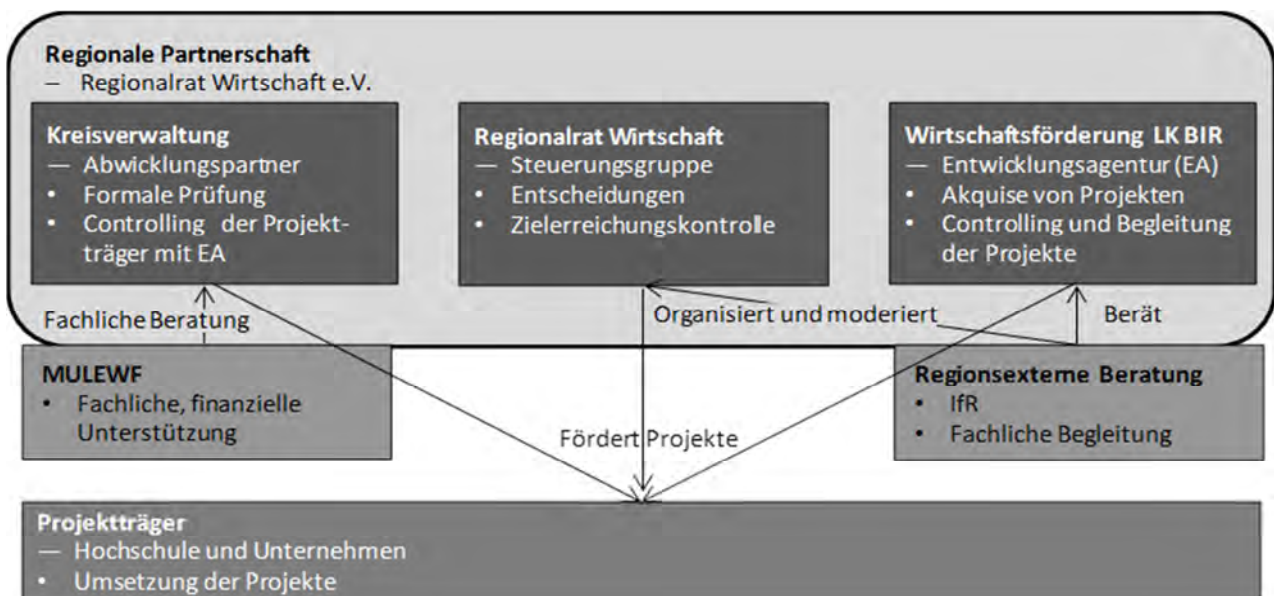 Regionale Partnerschaft
– Regionalrat Wirtschaft e.V.
Kreisverwaltung
— Abwicklungspartner
• Formale Prüfung
• Controlling der Projekt-
träger mit EA
Regionalrat Wirtschaft
— Steuerungsgruppe
• Entscheidungen
• Zielerreichungskontrolle
Wirtschaftsförderung LK BIR
— Entwicklungsagentur (EA)
• Akquise von Projekten
• Controlling und Begleitung
der Projekte
Fachliche Beratung
Organisiert und moderiert
Berät
MULEWF
• Fachliche, finanzielle
Unterstützung
Regionsexterne Beratung
• IfR
• Fachliche Begleitung
Fördert Projekte
Projektträger
— Hochschule und Unternehmen
• Umsetzung der Projekte